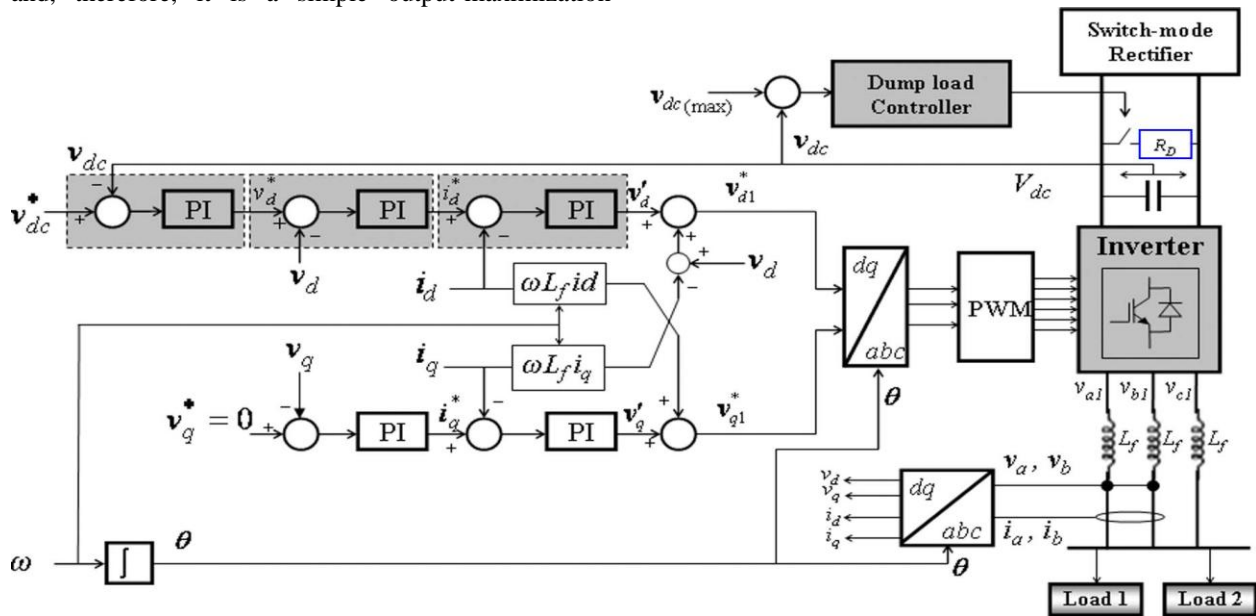 and, therefore, it is a simple output maximization
Switch-mode
Rectifier
Dump load
Controller
v_dc (max)
v_dc
R_D
V_dc
v_dc
v*_dc
PI
v*_d
PI
i*_d
PI
v'_d
v*_d1
v_d
v_d
i_d
ωL_f id
i_q
ωL_f i_q
v_q
v*_q = 0
PI
i*_q
PI
v'_q
v*_q1
dq
abc
θ
PWM
Inverter
v_a1
v_b1
v_c1
L_f
L_f
L_f
v_a , v_b
v_d
v_q
i_d
i_q
dq
abc
i_a , i_b
θ
ω
∫
θ
Load 1
Load 2